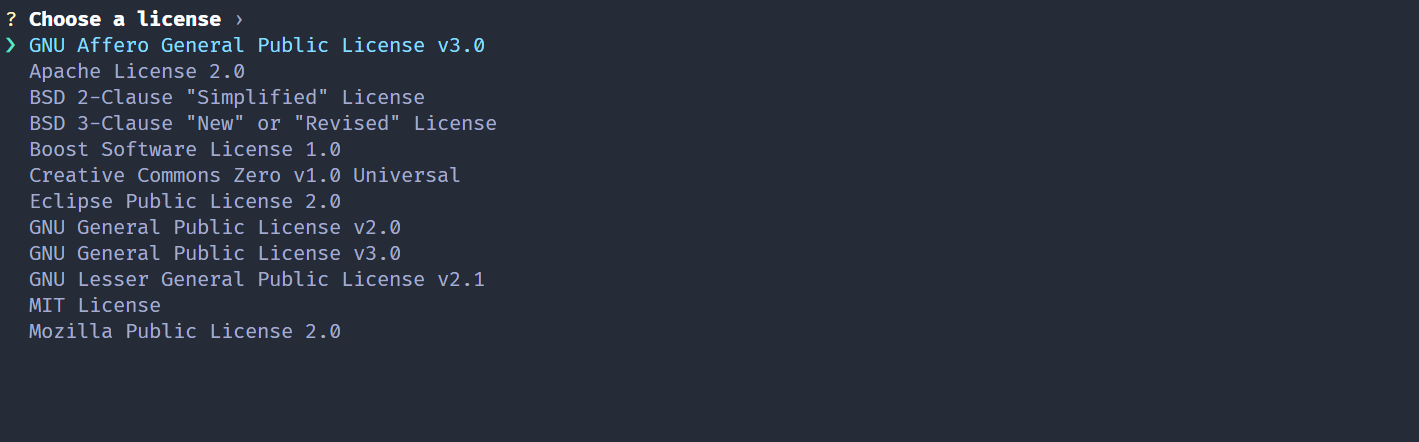 ? Choose a license ›
❯ GNU Affero General Public License v3.0
Apache License 2.0
BSD 2-Clause "Simplified" License
BSD 3-Clause "New" or "Revised" License
Boost Software License 1.0
Creative Commons Zero v1.0 Universal
Eclipse Public License 2.0
GNU General Public License v2.0
GNU General Public License v3.0
GNU Lesser General Public License v2.1
MIT License
Mozilla Public License 2.0